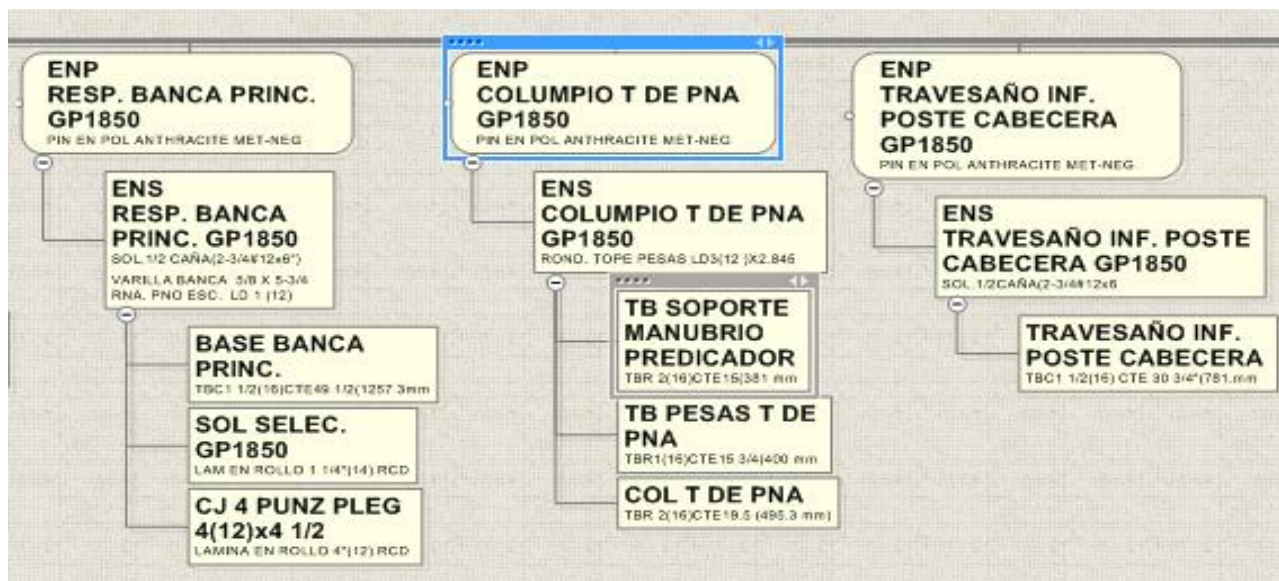 ENP
RESP. BANCA PRINC.
GP1850
PIN EN POL ANTHRACITE MET-NEG
ENS
RESP. BANCA
PRINC. GP1850
SOL.1/2 CAÑA(2-3/4#12x6")
VARILLA BANCA 5/8 X 5-3/4
RNA. PNO ESC. LD 1 (12)
BASE BANCA
PRINC.
TBC1 1/2(16)CTE49 1/2(1257 3mm
SOL SELEC.
GP1850
LAM EN ROLLO 1 1/4"(14) RCD
CJ 4 PUNZ PLEG
4(12)x4 1/2
LAMINA EN ROLLO 4"(12) RCD
ENP
COLUMPIO T DE PNA
GP1850
PIN EN POL ANTHRACITE MET-NEG
ENS
COLUMPIO T DE PNA
GP1850
ROND. TOPE PESAS LD3(12 )X2.845
TB SOPORTE
MANUBRIO
PREDICADOR
TBR 2(16)CTE15(381 mm
TB PESAS T DE
PNA
TBR1(16)CTE15 3/4(400 mm
COL T DE PNA
TBR 2(16)CTE19.5 (495.3 mm)
ENP
TRAVESAÑO INF.
POSTE CABECERA
GP1850
PIN EN POL ANTHRACITE MET-NEG
ENS
TRAVESAÑO INF. POSTE
CABECERA GP1850
SOL.1/2CAÑA(2-3/4#12x6
TRAVESAÑO INF.
POSTE CABECERA
TBC1 1/2(16) CTE 30 3/4"(781.mm